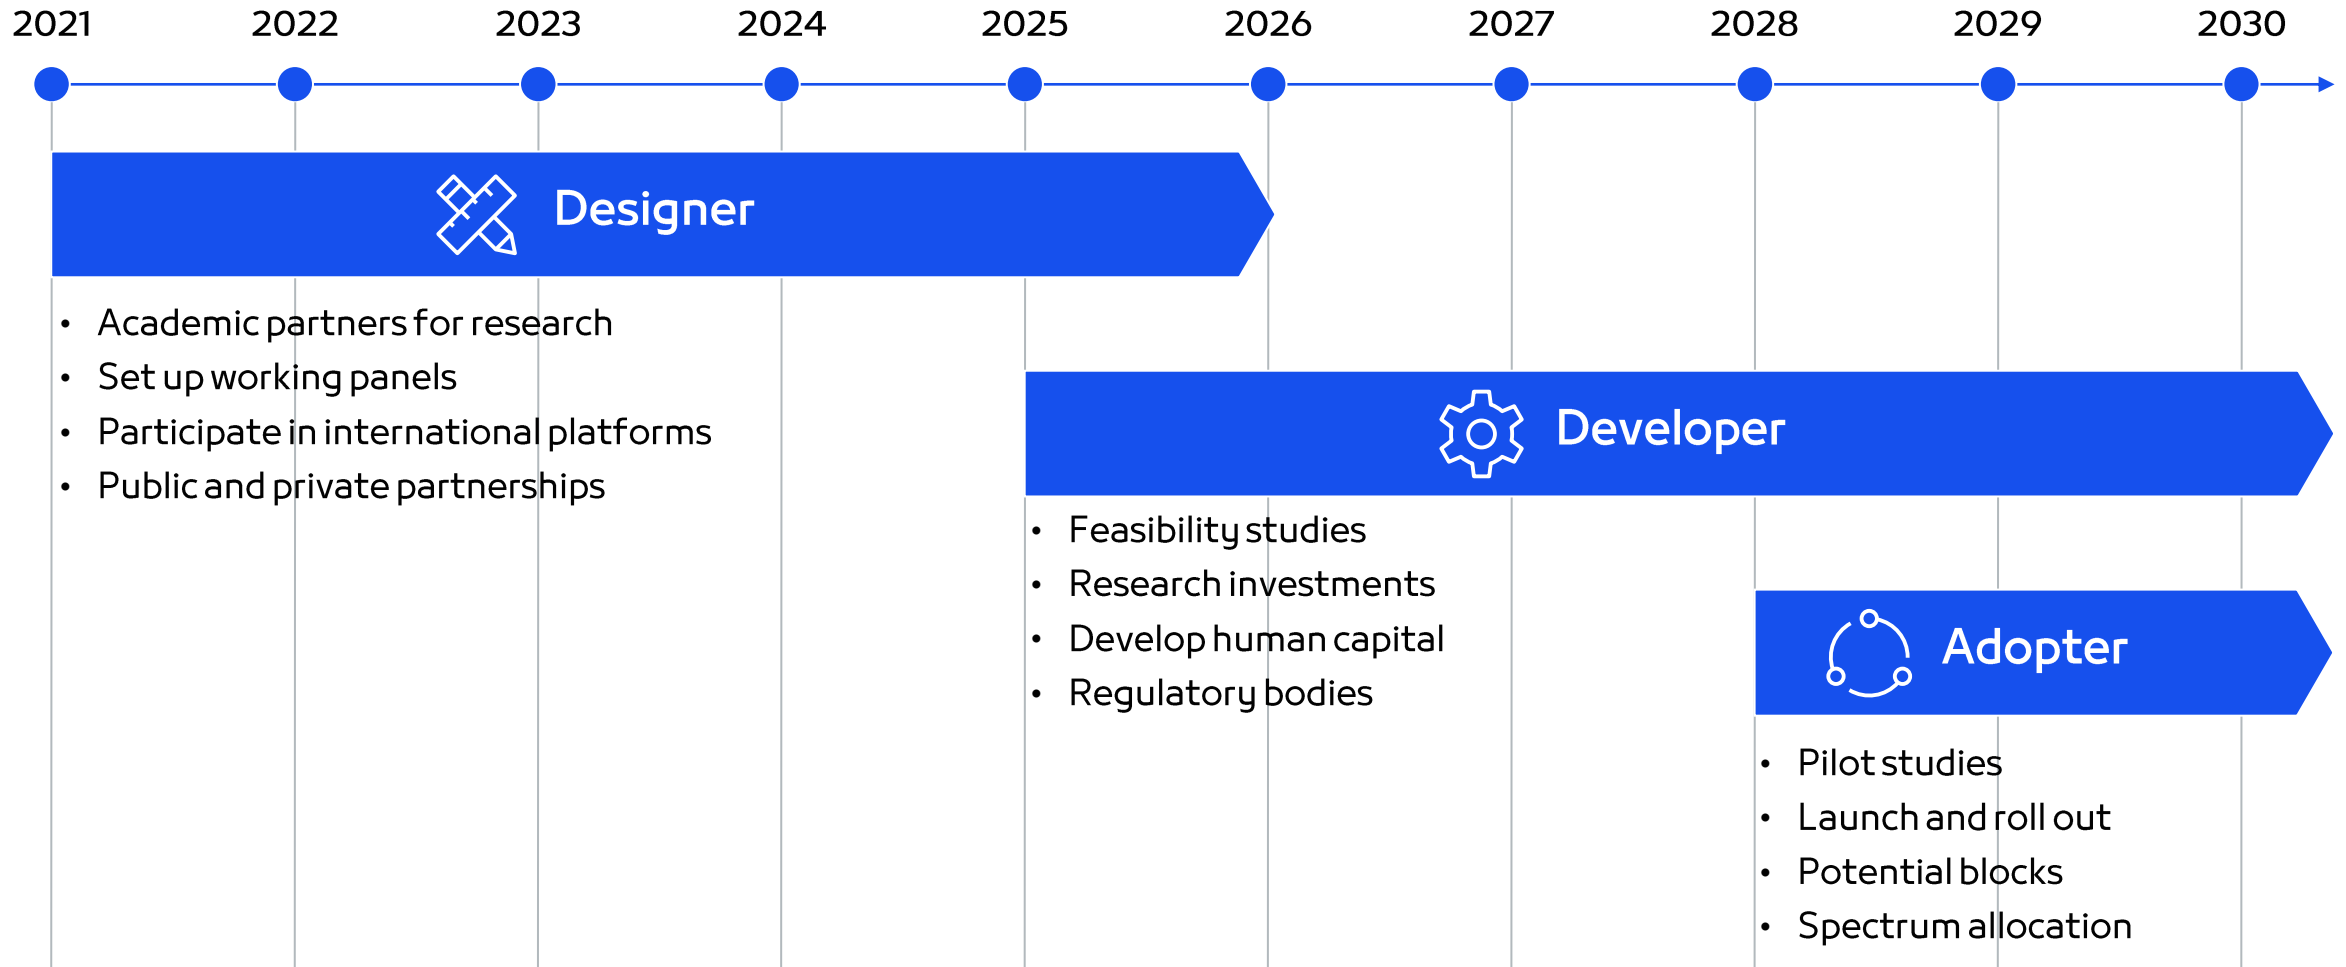 2021 2022 2023 2024 2025 2026 2027 2028 2029 2030
Designer
• Academic partners for research
• Set up working panels
• Participate in international platforms
• Public and private partnerships
Developer
• Feasibility studies
• Research investments
• Develop human capital
• Regulatory bodies
Adopter
• Pilot studies
• Launch and roll out
• Potential blocks
• Spectrum allocation